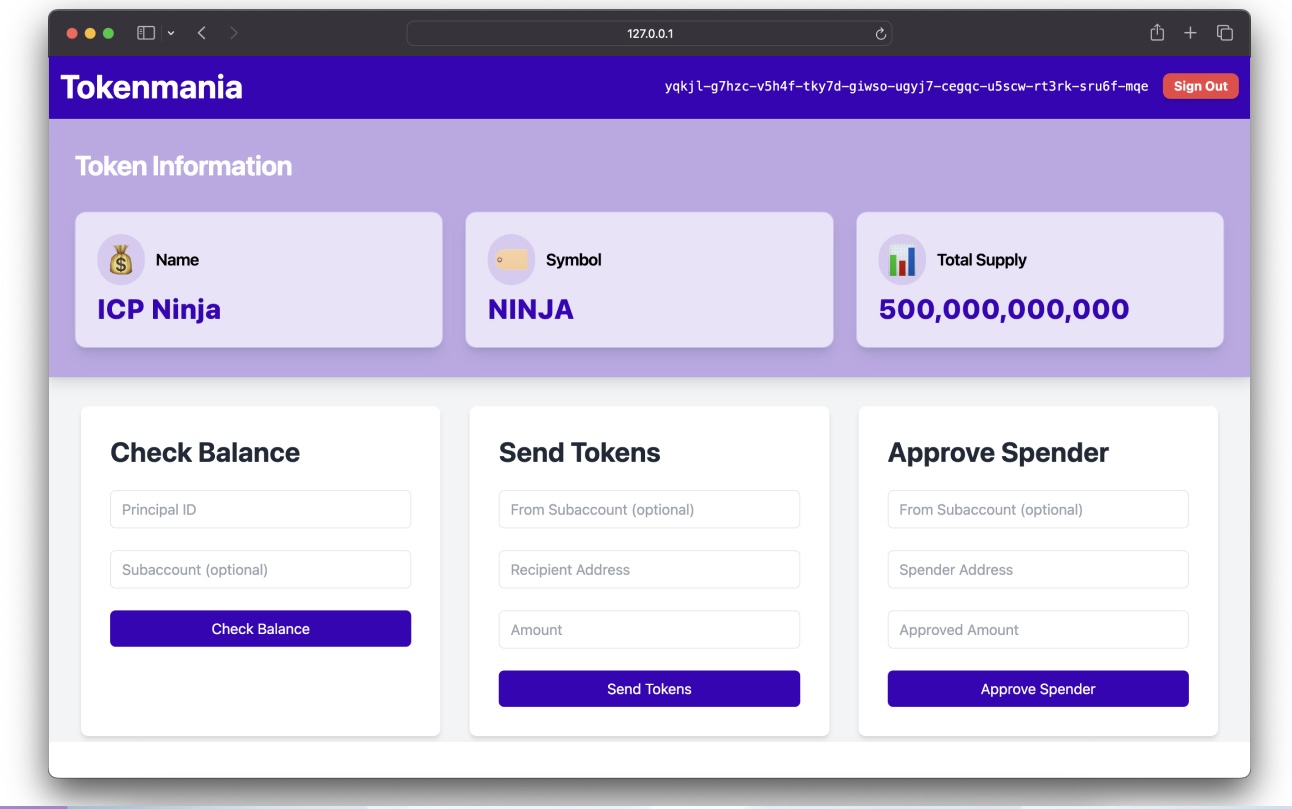 127.0.0.1
Tokenmania
yqkjl-g7hzc-v5h4f-tky7d-giwso-ugyj7-cegqc-u5scw-rt3rk-sru6f-mqe
Sign Out
Token Information
Name
ICP Ninja
Symbol
NINJA
Total Supply
500,000,000,000
Check Balance
Principal ID
Subaccount (optional)
Check Balance
Send Tokens
From Subaccount (optional)
Recipient Address
Amount
Send Tokens
Approve Spender
From Subaccount (optional)
Spender Address
Approved Amount
Approve Spender